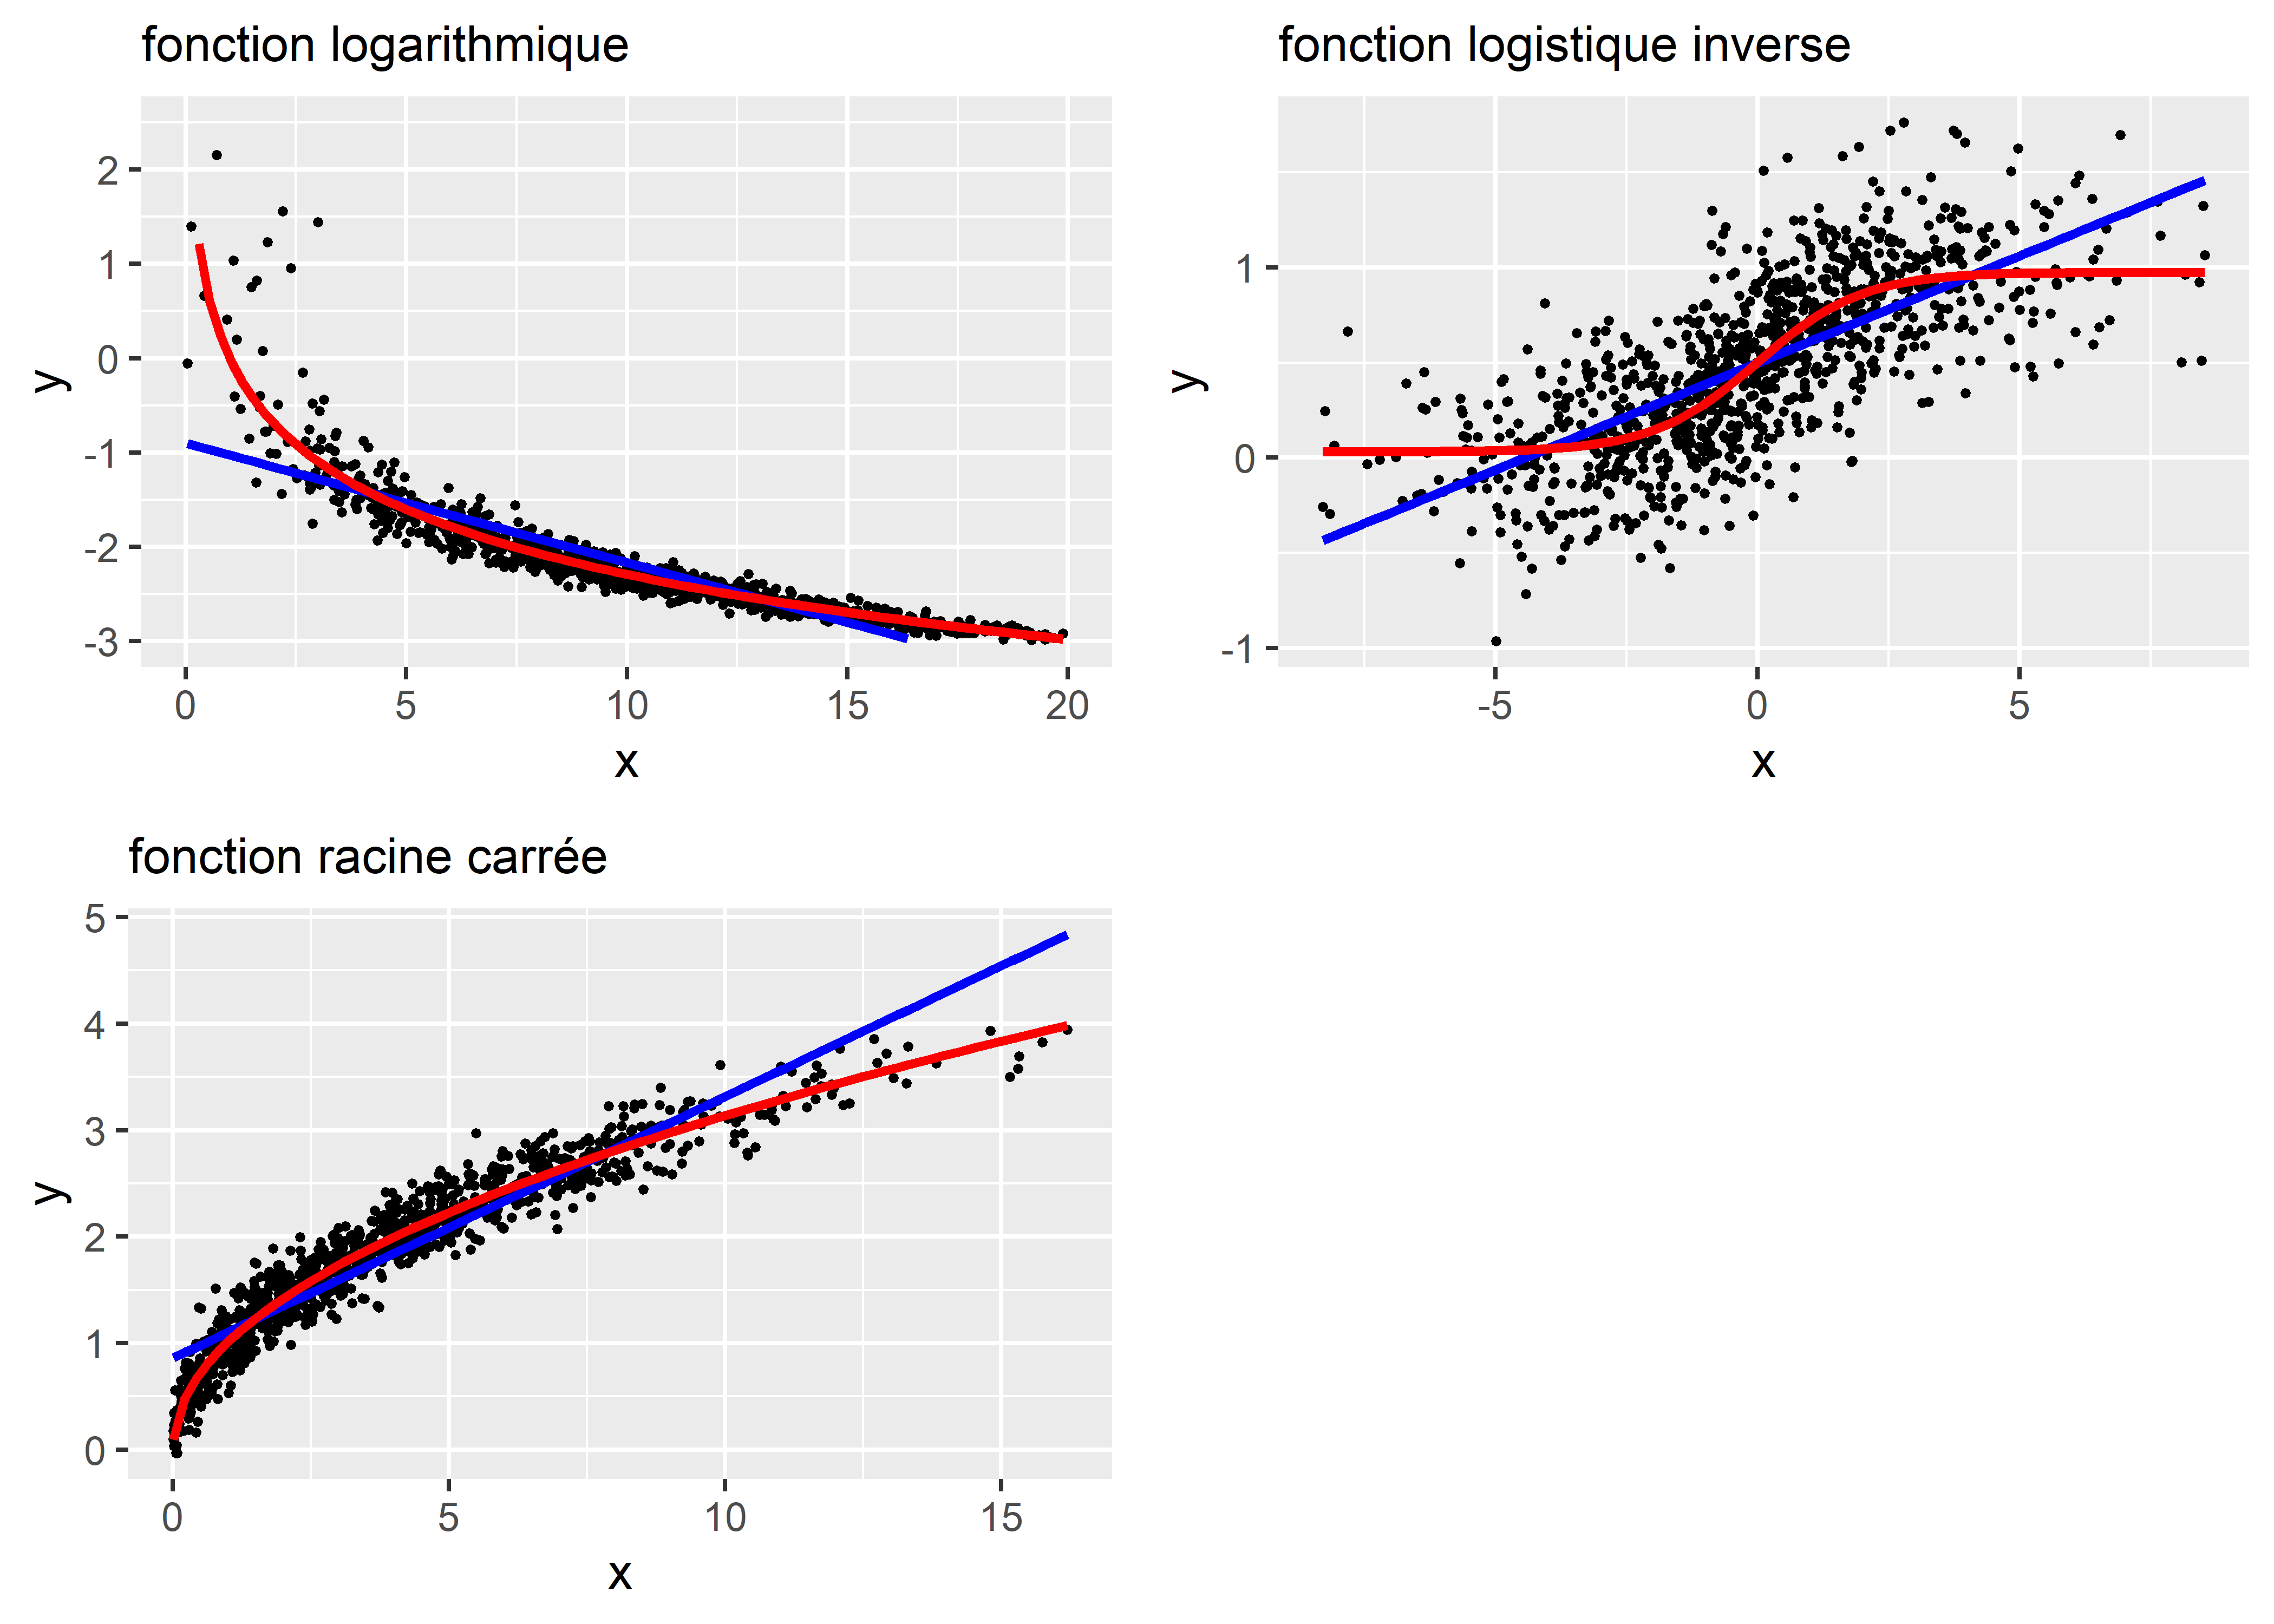 fonction logarithmique
2
1
0
-1
-2
-3
y
0 5 10 15 20
x
fonction logistique inverse
1
0
-1
y
-5 0 5
x
fonction racine carrée
5
4
3
2
1
0
y
0 5 10 15
x